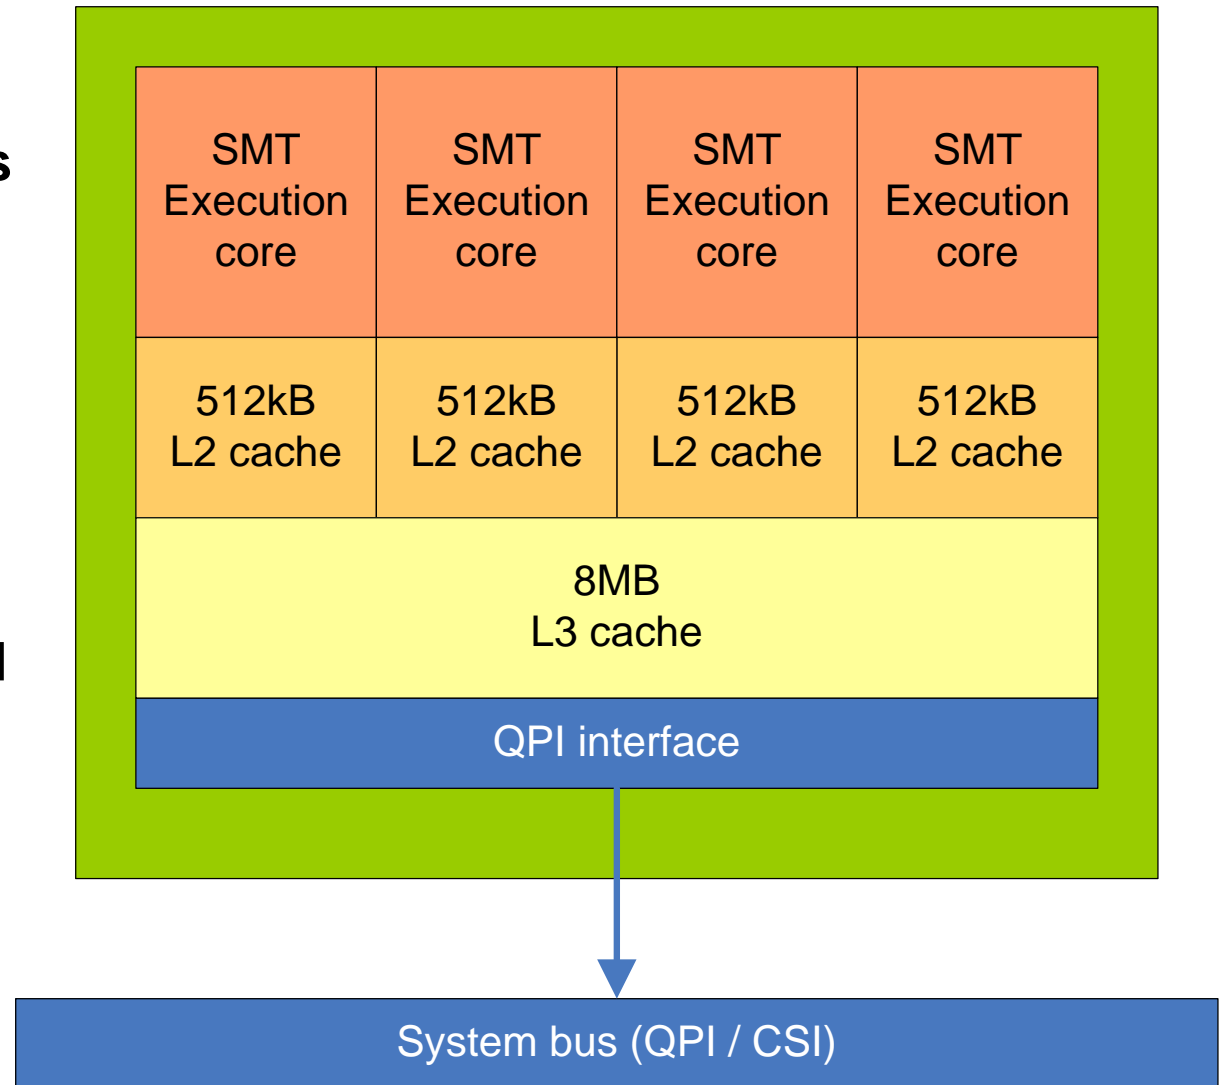 s
SMT
Execution
core
SMT
Execution
core
SMT
Execution
core
SMT
Execution
core
512kB
L2 cache
512kB
L2 cache
512kB
L2 cache
512kB
L2 cache
8MB
L3 cache
QPI interface
System bus (QPI / CSI)